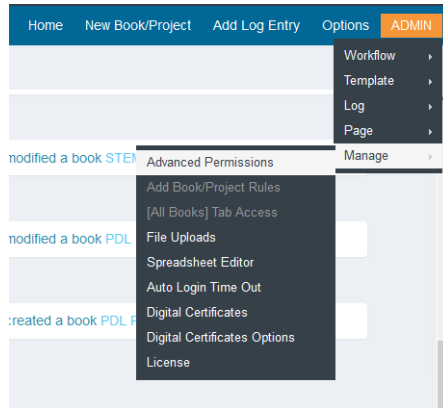 Home New Book/Project Add Log Entry Options ADMIN
Workflow
Template
Log
Page
Manage
modified a book STEM
Advanced Permissions
Add Book/Project Rules
[All Books] Tab Access
modified a book PDL
File Uploads
Spreadsheet Editor
Auto Login Time Out
Digital Certificates
created a book PDL
Digital Certificates Options
License